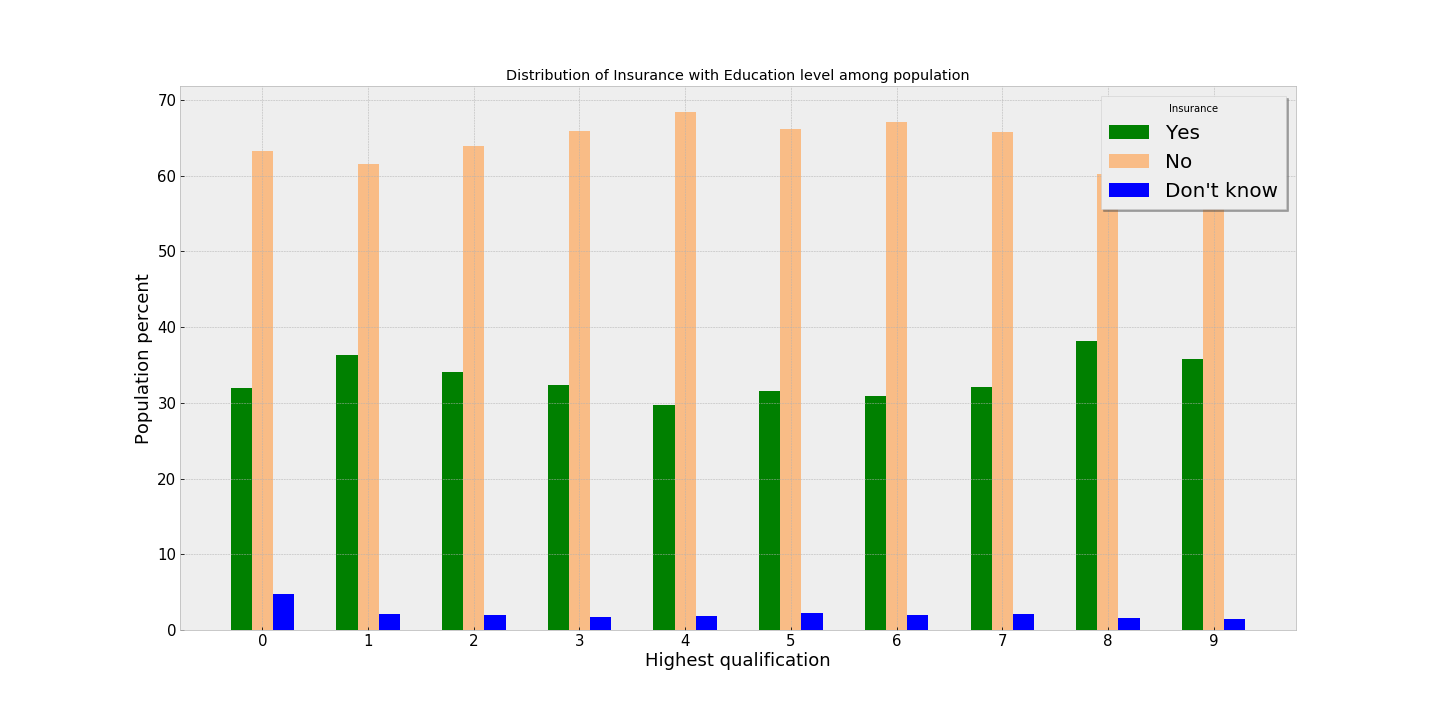 Distribution of Insurance with Education level among population
Insurance
Yes
No
Don't know
Population percent
70
60
50
40
30
20
10
0
0 1 2 3 4 5 6 7 8 9
Highest qualification